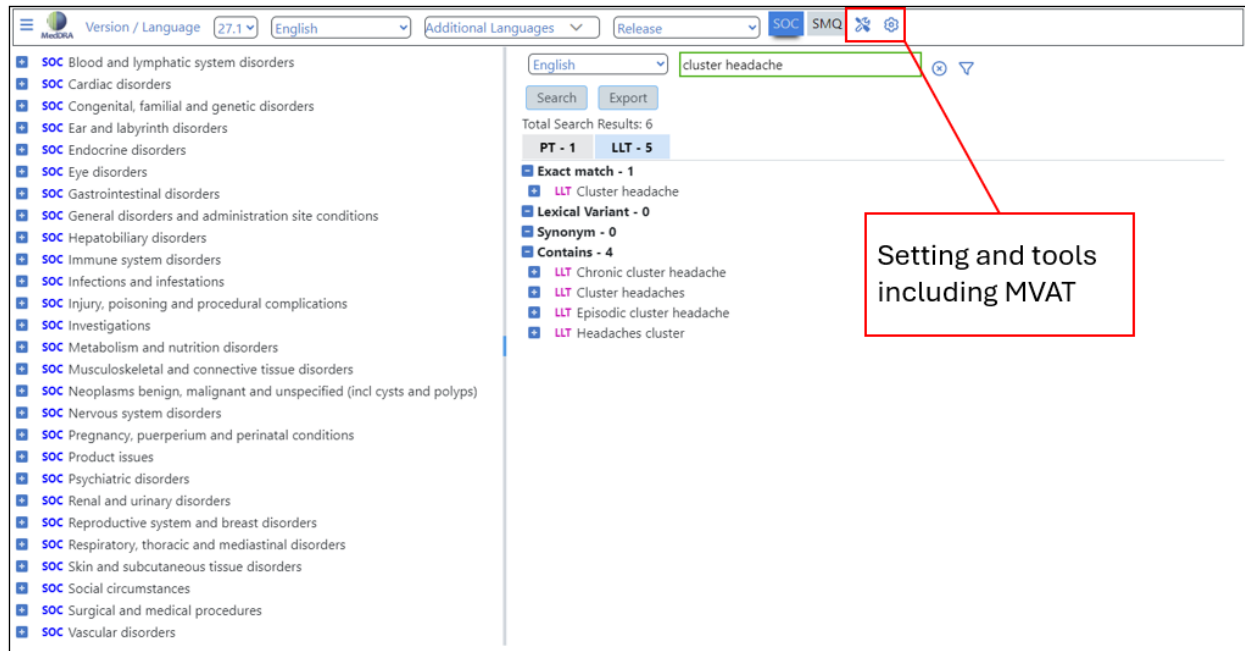 MedDRA Version / Language 27.1 English Additional Languages Release SOC SMQ
SOC Blood and lymphatic system disorders
SOC Cardiac disorders
SOC Congenital, familial and genetic disorders
SOC Ear and labyrinth disorders
SOC Endocrine disorders
SOC Eye disorders
SOC Gastrointestinal disorders
SOC General disorders and administration site conditions
SOC Hepatobiliary disorders
SOC Immune system disorders
SOC Infections and infestations
SOC Injury, poisoning and procedural complications
SOC Investigations
SOC Metabolism and nutrition disorders
SOC Musculoskeletal and connective tissue disorders
SOC Neoplasms benign, malignant and unspecified (incl cysts and polyps)
SOC Nervous system disorders
SOC Pregnancy, puerperium and perinatal conditions
SOC Product issues
SOC Psychiatric disorders
SOC Renal and urinary disorders
SOC Reproductive system and breast disorders
SOC Respiratory, thoracic and mediastinal disorders
SOC Skin and subcutaneous tissue disorders
SOC Social circumstances
SOC Surgical and medical procedures
SOC Vascular disorders
English cluster headache
Search Export
Total Search Results: 6
PT - 1 LLT - 5
Exact match - 1
LLT Cluster headache
Lexical Variant - 0
Synonym - 0
Contains - 4
LLT Chronic cluster headache
LLT Cluster headaches
LLT Episodic cluster headache
LLT Headaches cluster
Setting and tools
including MVAT